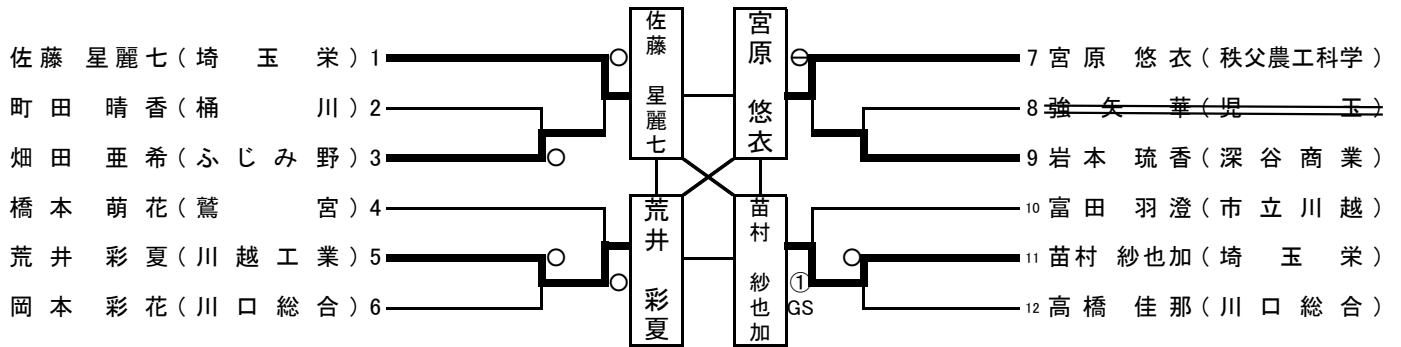 佐藤 星麗七(埼玉栄)1
町田 晴香(桶川)2
畑田 亜希(ふじみ野)3
橋本 萌花(鷲宮)4
荒井 彩夏(川越工業)5
岡本 彩花(川口総合)6
○
○
○
○
佐藤 星麗七
荒井 彩夏
宮原 悠衣
苗村 紗也加
⊖
○
①
GS
7 宮原 悠衣(秩父農工科学)
8 強矢 華(児玉)
9 岩本 琉香(深谷商業)
10 富田 羽澄(市立川越)
11 苗村 紗也加(埼玉栄)
12 高橋 佳那(川口総合)